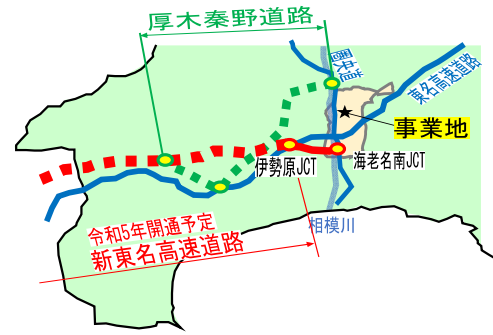 厚木秦野道路
圏央道
東名高速道路
事業地
伊勢原JCT
海老名南JCT
相模川
令和5年開通予定
新東名高速道路